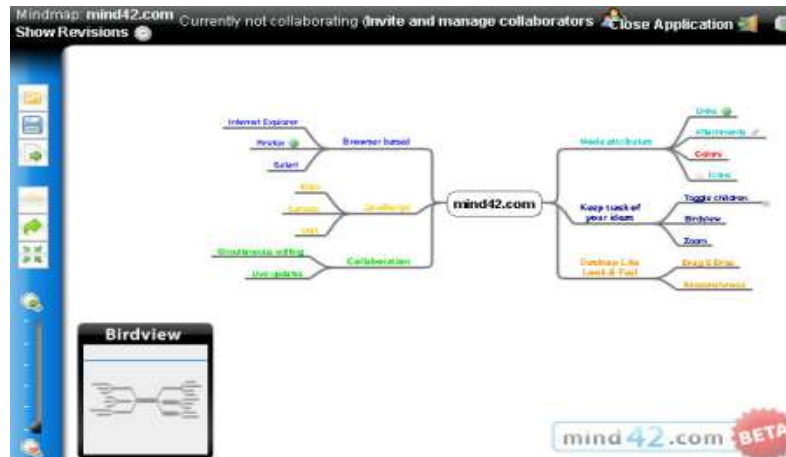 Mindmap: mind42.com Currently not collaborating (Invite and manage collaborators Close Application
Show Revisions
Internet Explorer
Firefox
Safari
Browser based
JavaScript
Simultaneous editing
Live updates
Collaboration
mind42.com
Node attributes
Links
Attachments
Colors
Icons
Keep track of
your ideas
Toggle children
Birdview
Zoom
Desktop Like
Look & Feel
Drag & Drop
Responsiveness
Birdview
mind42.com BETA